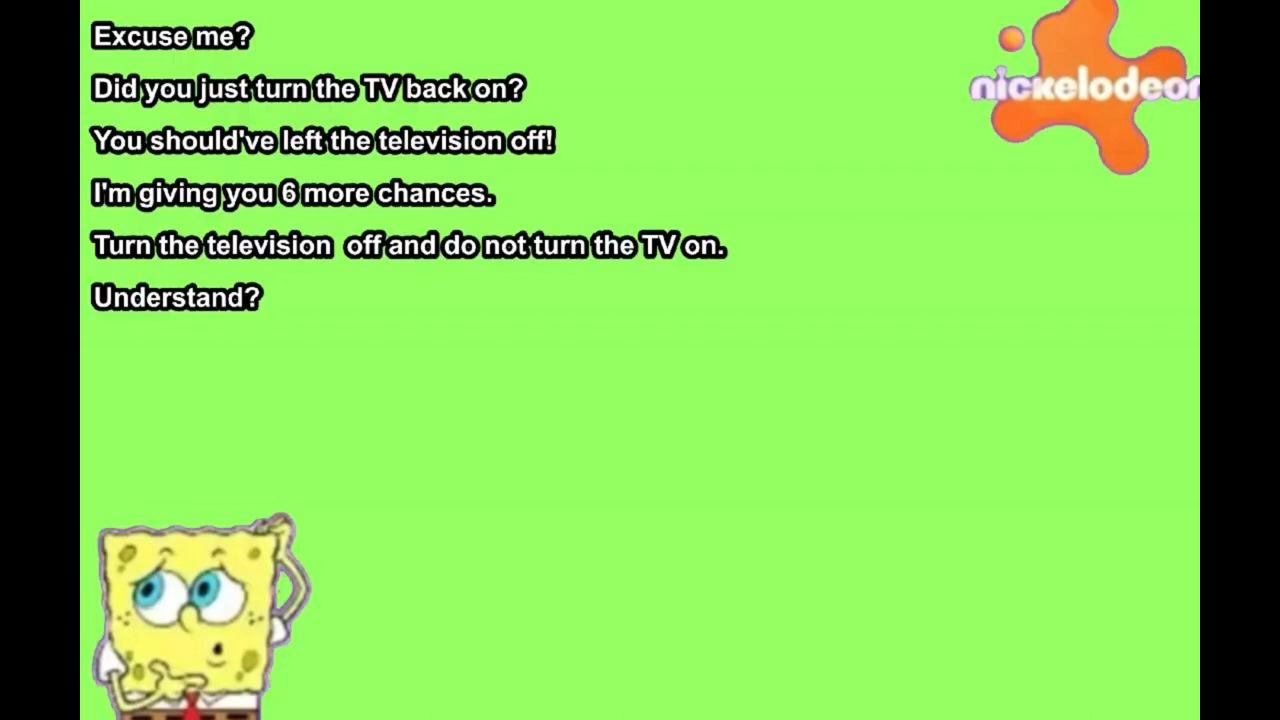 Excuse me?
Did you just turn the TV back on?
You should've left the television off!
I'm giving you 6 more chances.
Turn the television  off and do not turn the TV on.
Understand?
nickelodeon